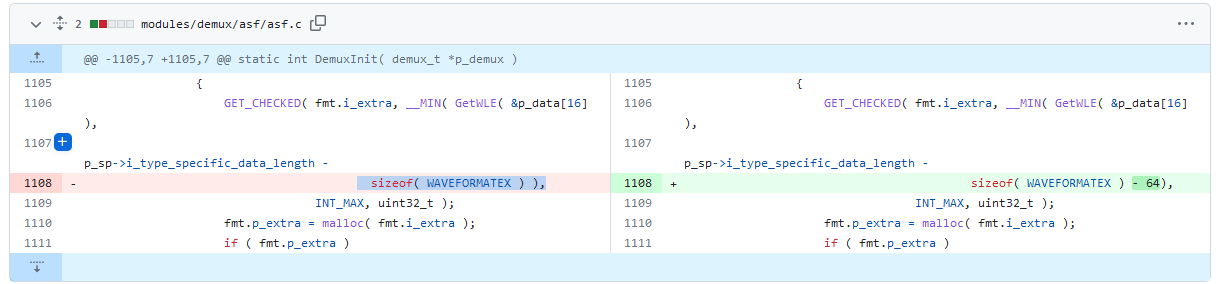 2 modules/demux/asf/asf.c
@@ -1105,7 +1105,7 @@ static int DemuxInit( demux_t *p_demux )
1105 { 1105 {
1106 GET_CHECKED( fmt.i_extra, __MIN( GetWLE( &p_data[16] 1106 GET_CHECKED( fmt.i_extra, __MIN( GetWLE( &p_data[16]
), ),
1107 + 1107
p_sp->i_type_specific_data_length - p_sp->i_type_specific_data_length -
1108 - sizeof( WAVEFORMATEX ) ), 1108 + sizeof( WAVEFORMATEX ) - 64),
1109 INT_MAX, uint32_t ); 1109 INT_MAX, uint32_t );
1110 fmt.p_extra = malloc( fmt.i_extra ); 1110 fmt.p_extra = malloc( fmt.i_extra );
1111 if ( fmt.p_extra ) 1111 if ( fmt.p_extra )